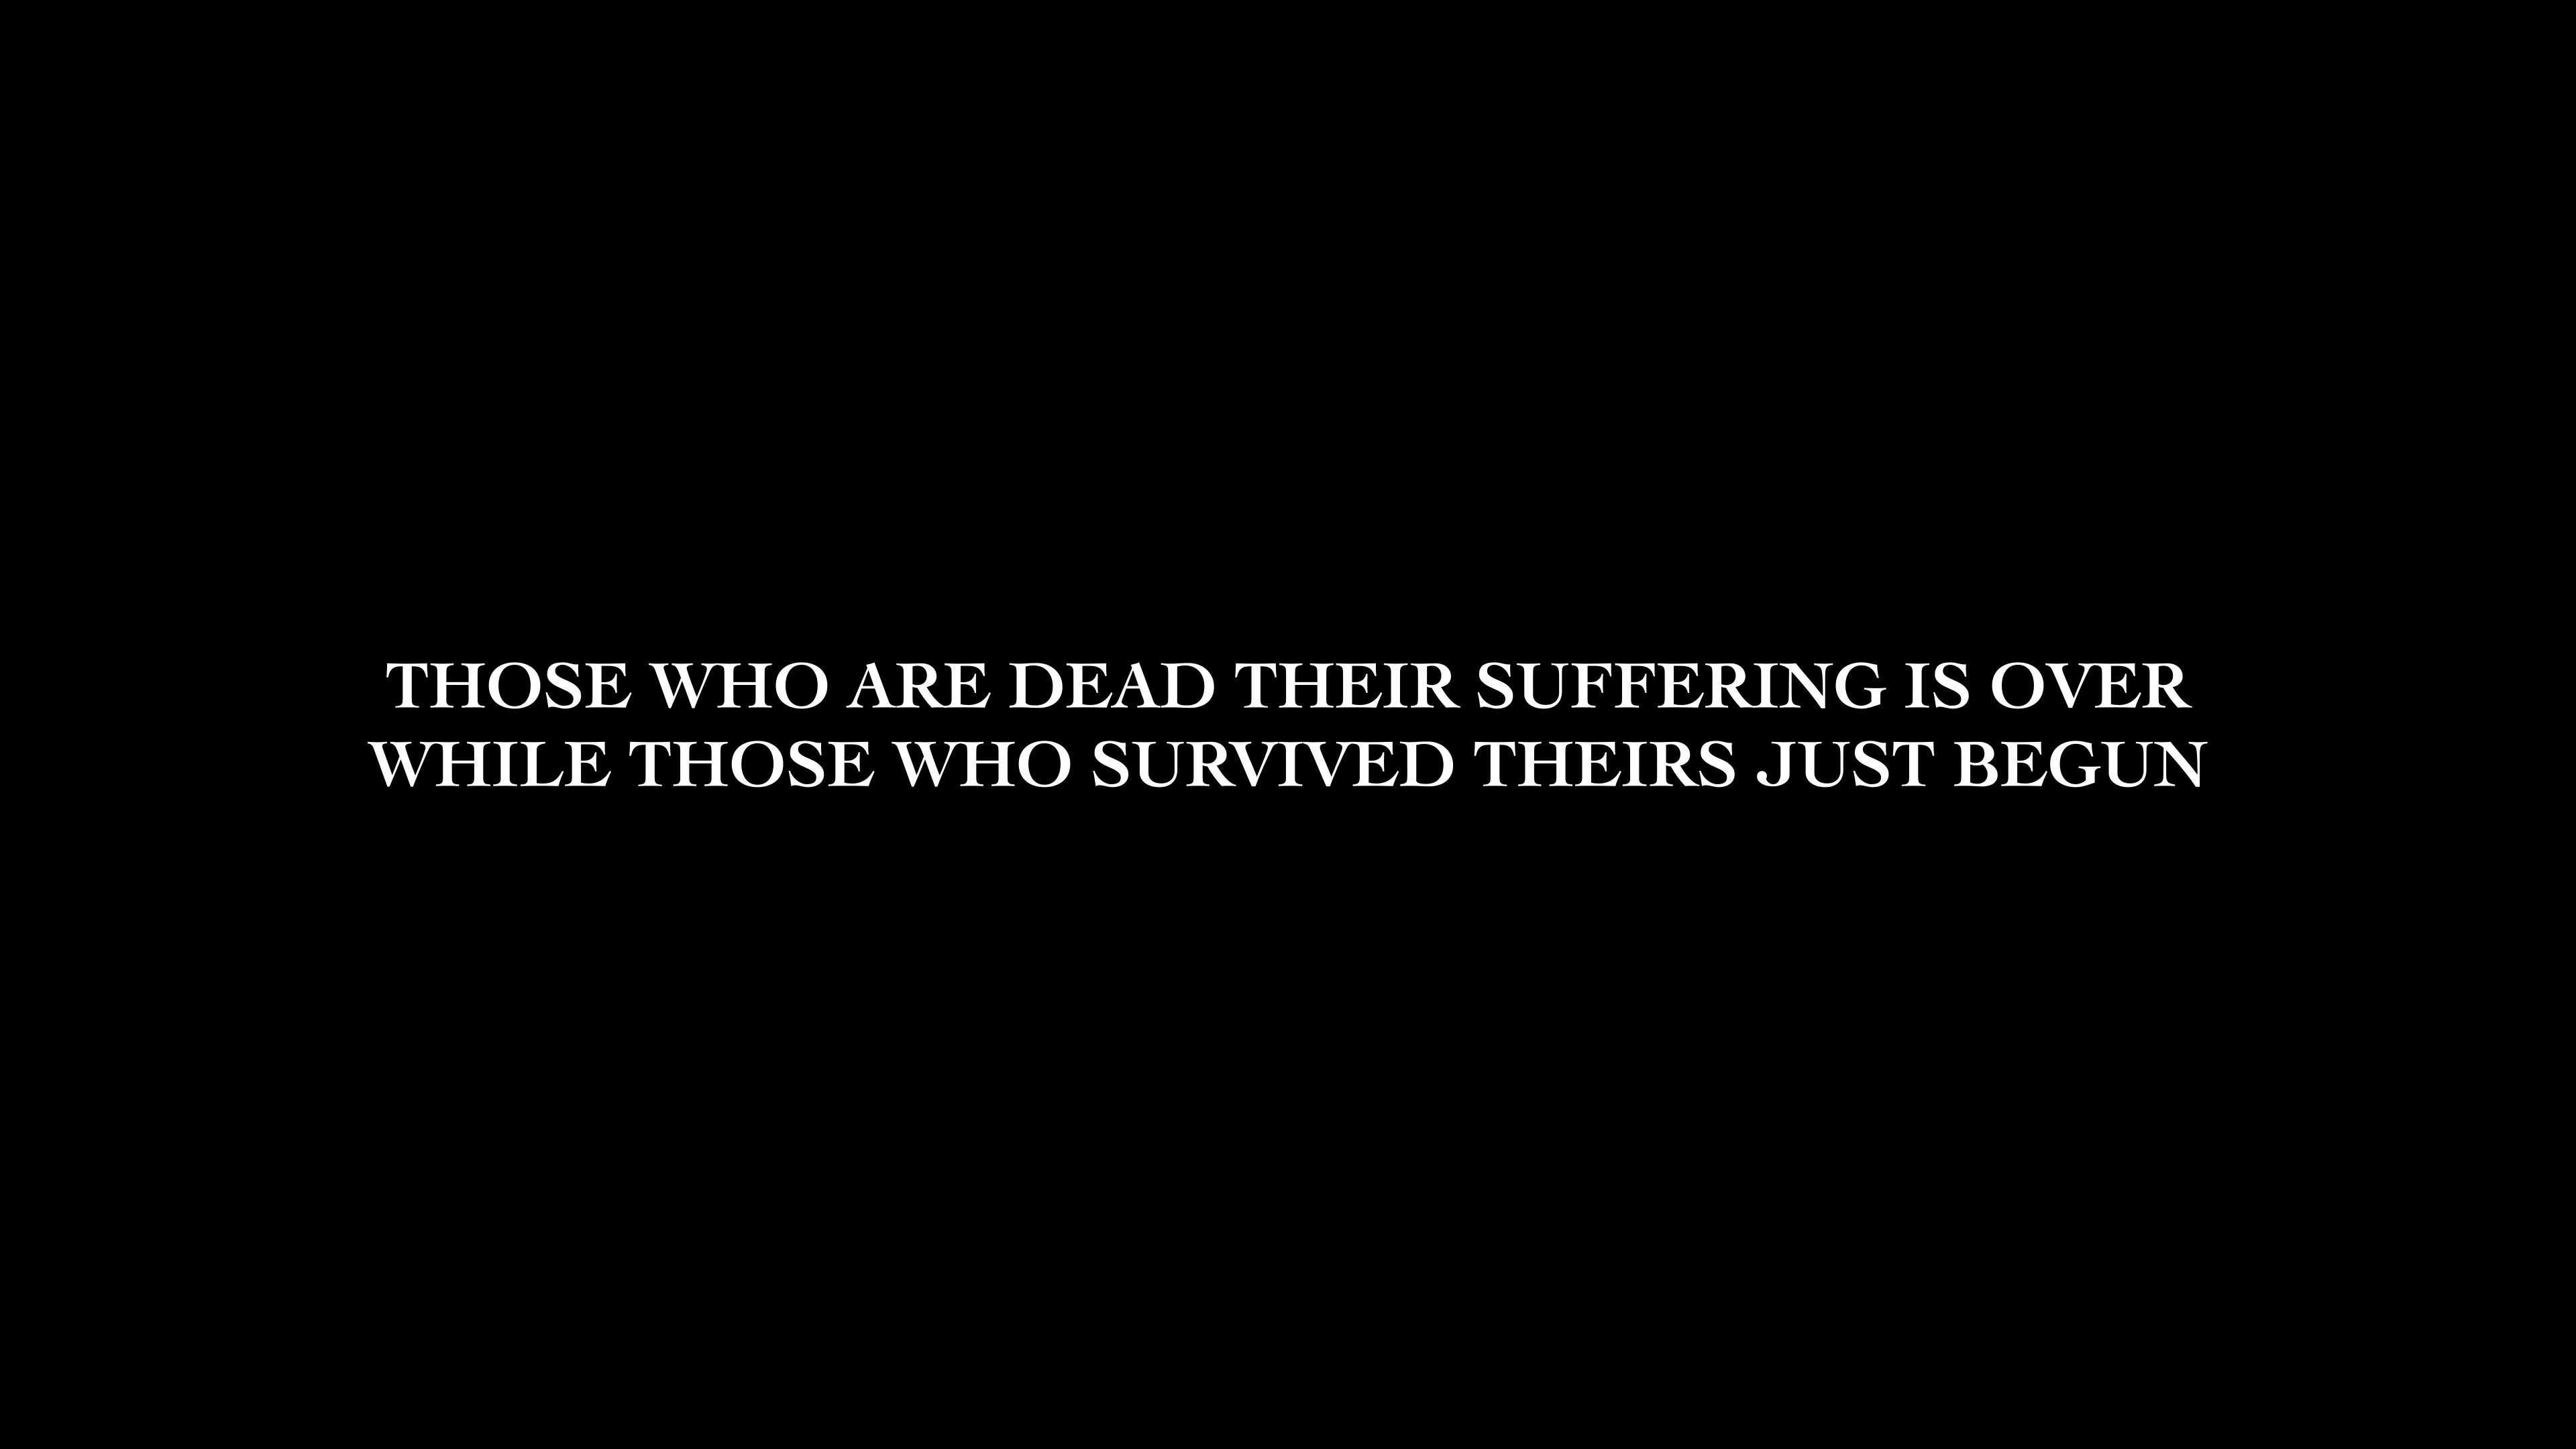 THOSE WHO ARE DEAD THEIR SUFFERING IS OVER
WHILE THOSE WHO SURVIVED THEIRS JUST BEGUN